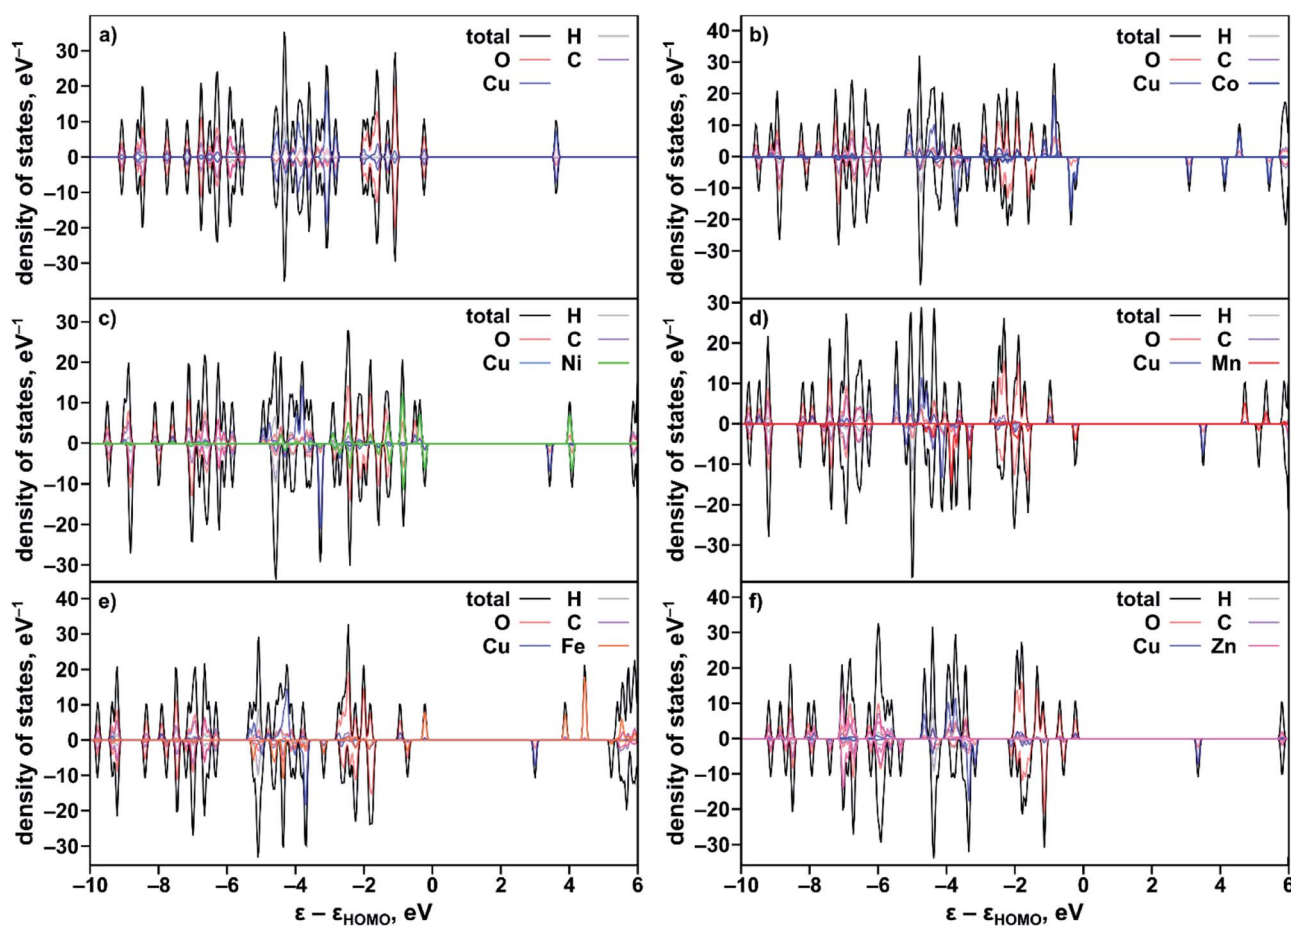 a)
total H
O C
Cu
30
20
10
0
−10
−20
−30
density of states, eV⁻¹
b)
total H
O C
Cu Co
40
30
20
10
0
−10
−20
−30
−40
density of states, eV⁻¹
c)
total H
O C
Cu Ni
30
20
10
0
−10
−20
−30
density of states, eV⁻¹
d)
total H
O C
Cu Mn
30
20
10
0
−10
−20
−30
density of states, eV⁻¹
e)
total H
O C
Cu Fe
40
30
20
10
0
−10
−20
−30
density of states, eV⁻¹
−10 −8 −6 −4 −2 0 2 4 6
ε − εHOMO, eV
f)
total H
O C
Cu Zn
40
30
20
10
0
−10
−20
−30
density of states, eV⁻¹
−10 −8 −6 −4 −2 0 2 4 6
ε − εHOMO, eV